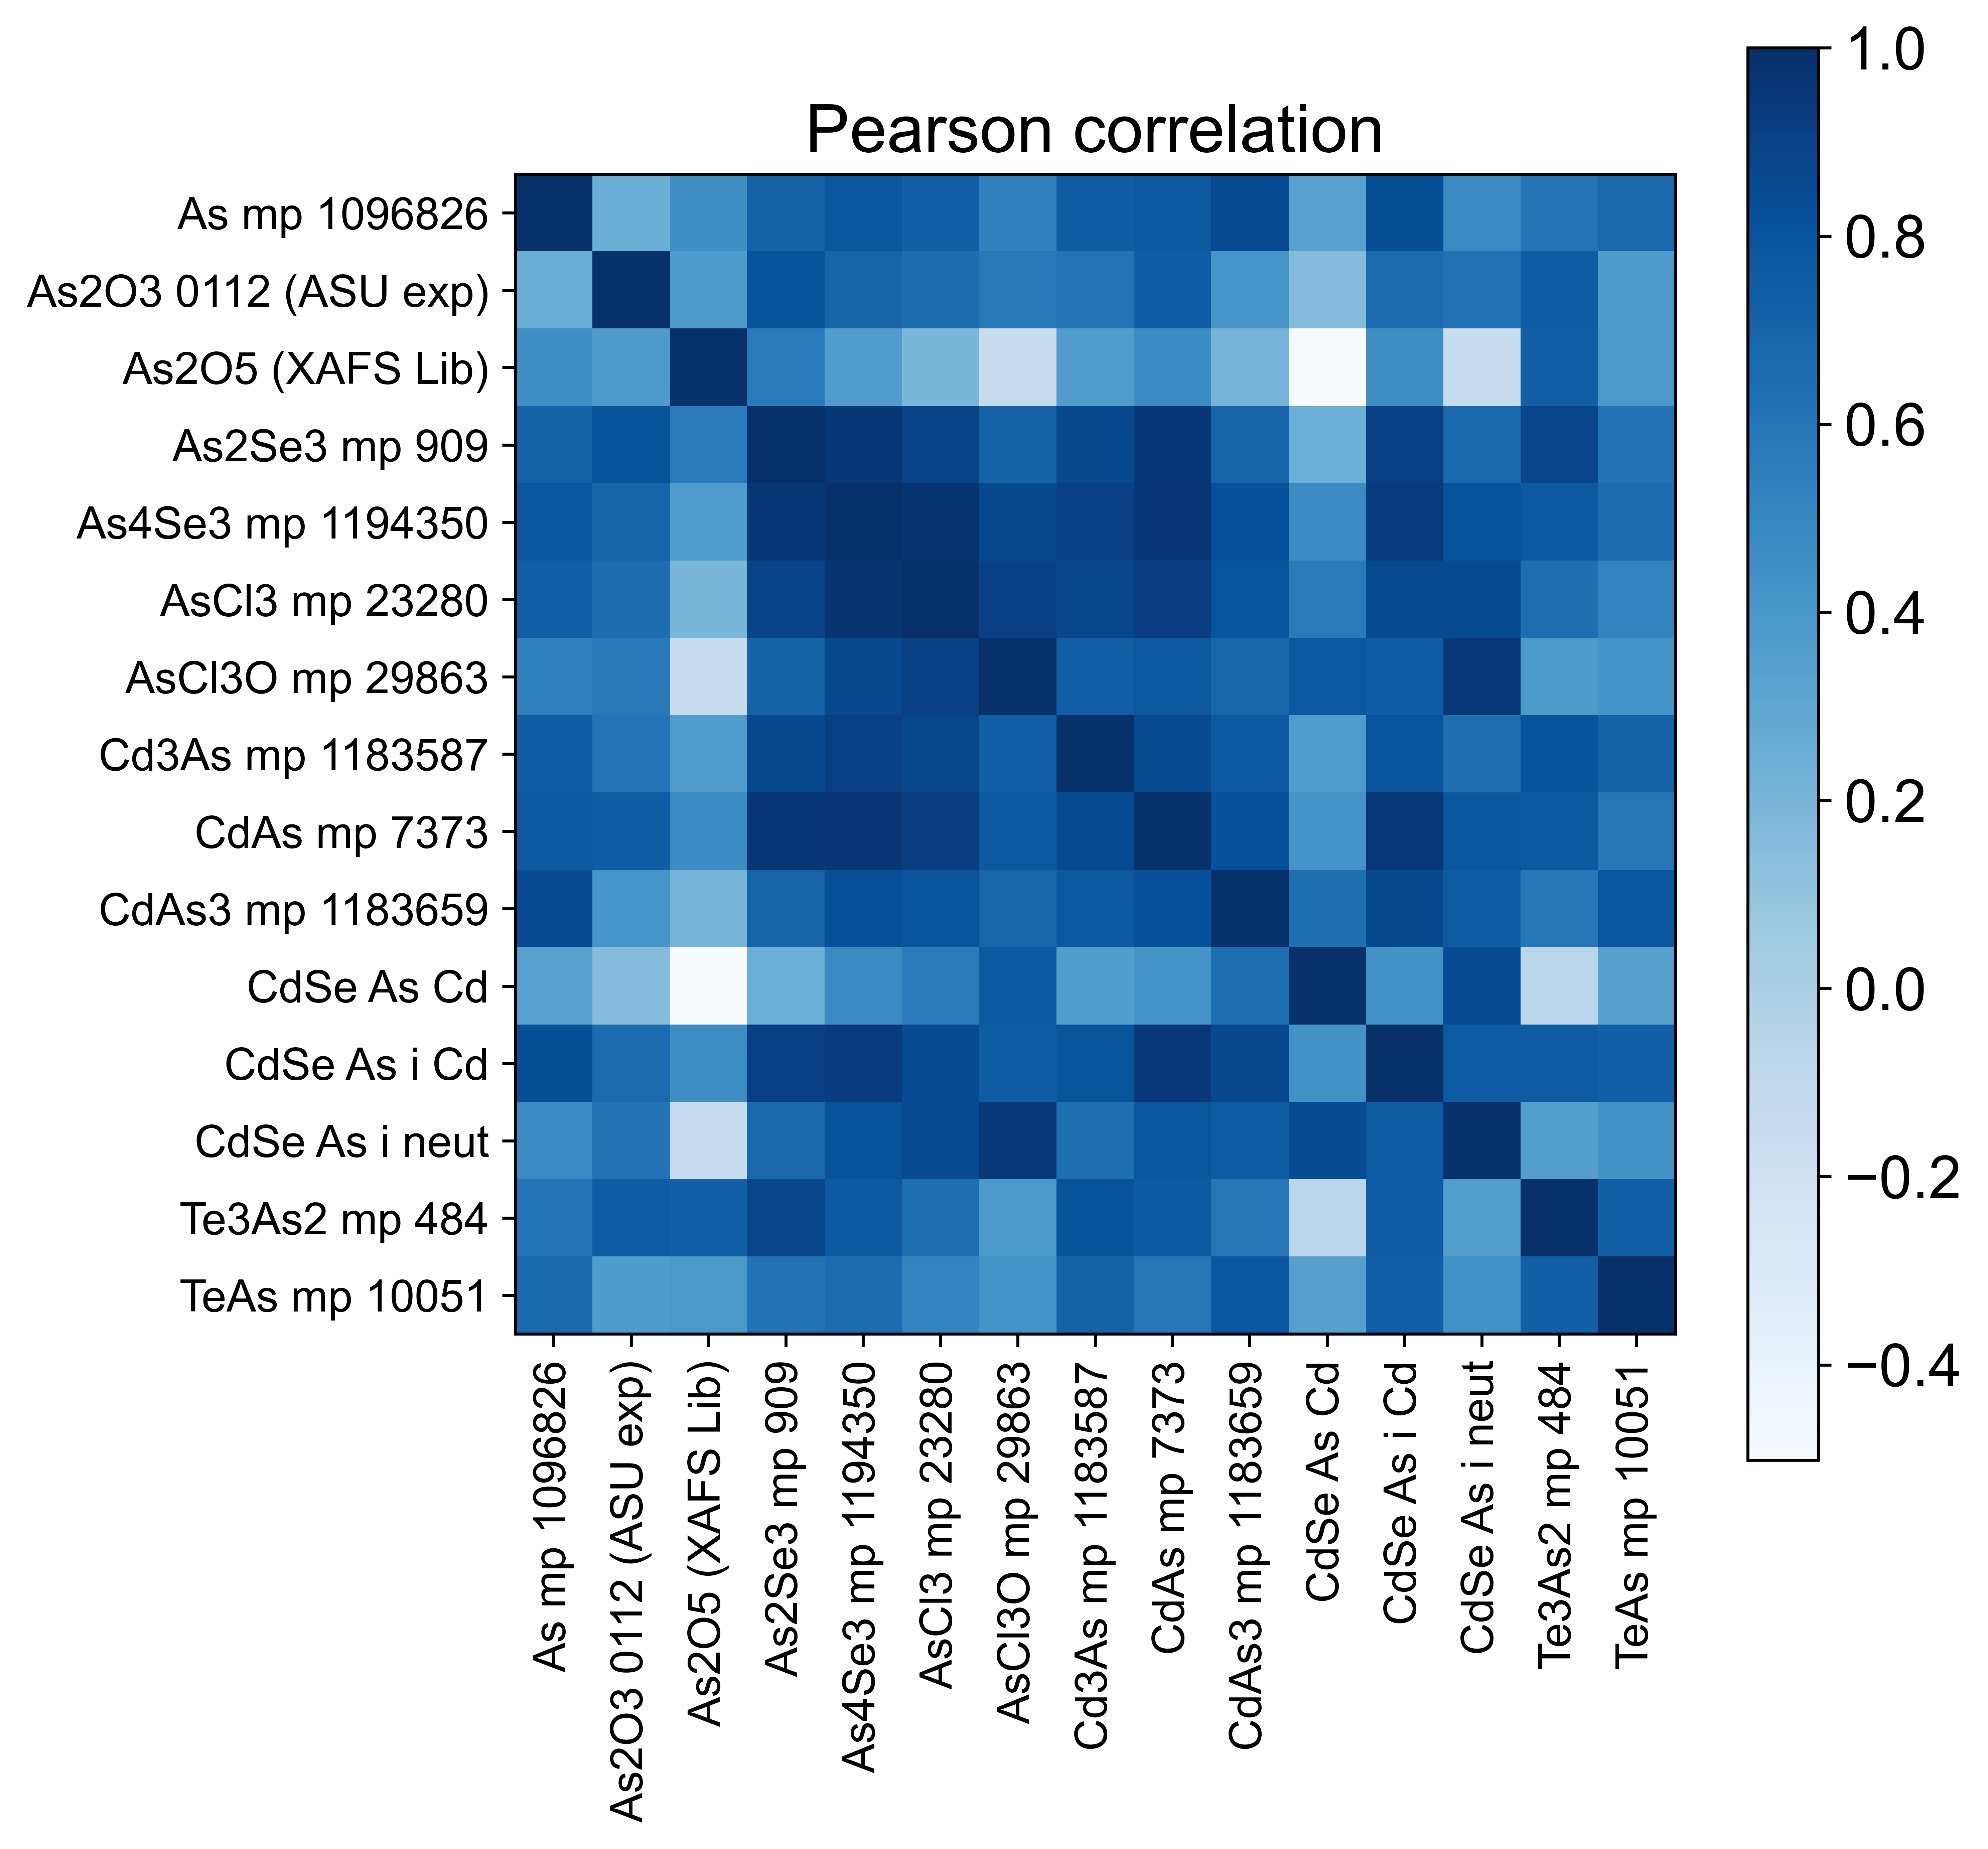 Pearson correlation
As mp 1096826
As2O3 0112 (ASU exp)
As2O5 (XAFS Lib)
As2Se3 mp 909
As4Se3 mp 1194350
AsCl3 mp 23280
AsCl3O mp 29863
Cd3As mp 1183587
CdAs mp 7373
CdAs3 mp 1183659
CdSe As Cd
CdSe As i Cd
CdSe As i neut
Te3As2 mp 484
TeAs mp 10051
As mp 1096826
As2O3 0112 (ASU exp)
As2O5 (XAFS Lib)
As2Se3 mp 909
As4Se3 mp 1194350
AsCl3 mp 23280
AsCl3O mp 29863
Cd3As mp 1183587
CdAs mp 7373
CdAs3 mp 1183659
CdSe As Cd
CdSe As i Cd
CdSe As i neut
Te3As2 mp 484
TeAs mp 10051
1.0
0.8
0.6
0.4
0.2
0.0
−0.2
−0.4